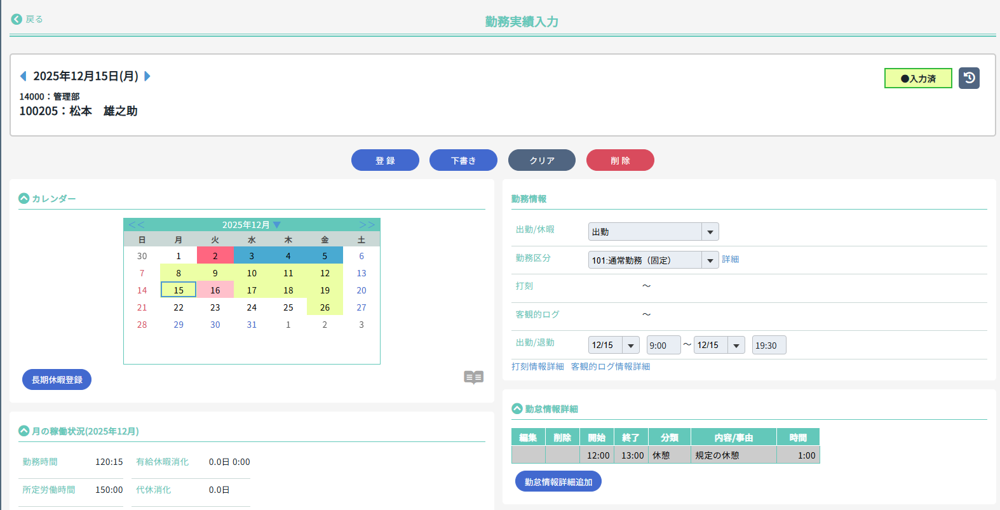 戻る
勤務実績入力
2025年12月15日(月)
●入力済
14000：管理部
100205：松本　雄之助
登 録
下書き
クリア
削 除
カレンダー
<< 2025年12月 ▼ >>
日 月 火 水 木 金 土
30 1 2 3 4 5 6
7 8 9 10 11 12 13
14 15 16 17 18 19 20
21 22 23 24 25 26 27
28 29 30 31 1 2 3
長期休暇登録
月の稼働状況(2025年12月)
勤務時間 120:15 有給休暇消化 0.0日 0:00
所定労働時間 150:00 代休消化 0.0日
勤務情報
出勤/休暇 出勤
勤務区分 101:通常勤務（固定） 詳細
打刻 ～
客観的ログ ～
出勤/退勤 12/15 9:00 ～ 12/15 19:30
打刻情報詳細 客観的ログ情報詳細
勤怠情報詳細
編集 削除 開始 終了 分類 内容/事由 時間
12:00 13:00 休憩 規定の休憩 1:00
勤怠情報詳細追加